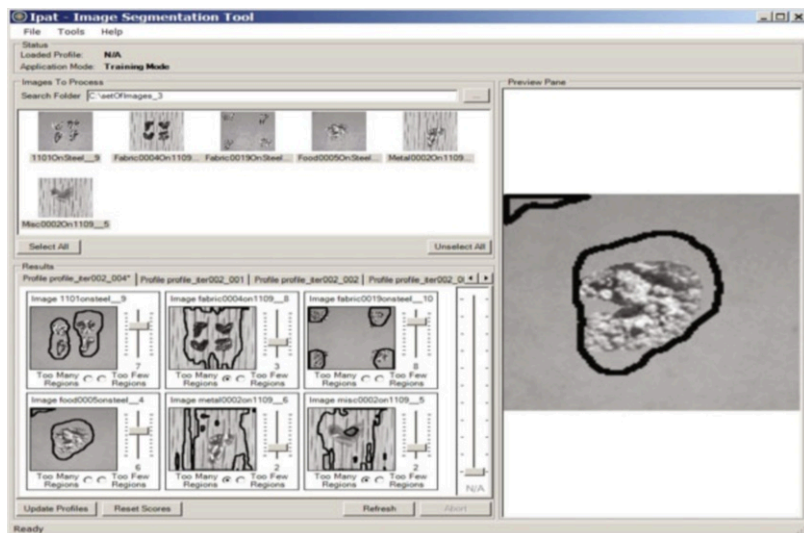 Ipat - Image Segmentation Tool
File Tools Help
Status
Loaded Profile: N/A
Application Mode: Training Mode
Images To Process
Search Folder C:\setOfImages_3 ...
1101OnSteel__9 Fabric0004On1109... Fabric0019OnSteel... Food0005OnSteel... Metal0002On1109...
Misc0002On1109__5
Select All Unselect All
Results
Profile profile_iter002_004* Profile profile_iter002_001 Profile profile_iter002_002 Profile profile_iter002_0
Image 1101onsteel__9 Image fabric0004on1109__8 Image fabric0019onsteel__10
7 3 8
Too Many Regions Too Few Regions Too Many Regions Too Few Regions Too Many Regions Too Few Regions
Image food0005onsteel__4 Image metal0002on1109__6 Image misc0002on1109__5
6 2 2
Too Many Regions Too Few Regions Too Many Regions Too Few Regions Too Many Regions Too Few Regions
N/A
Update Profiles Reset Scores Refresh Abort
Ready
Preview Pane